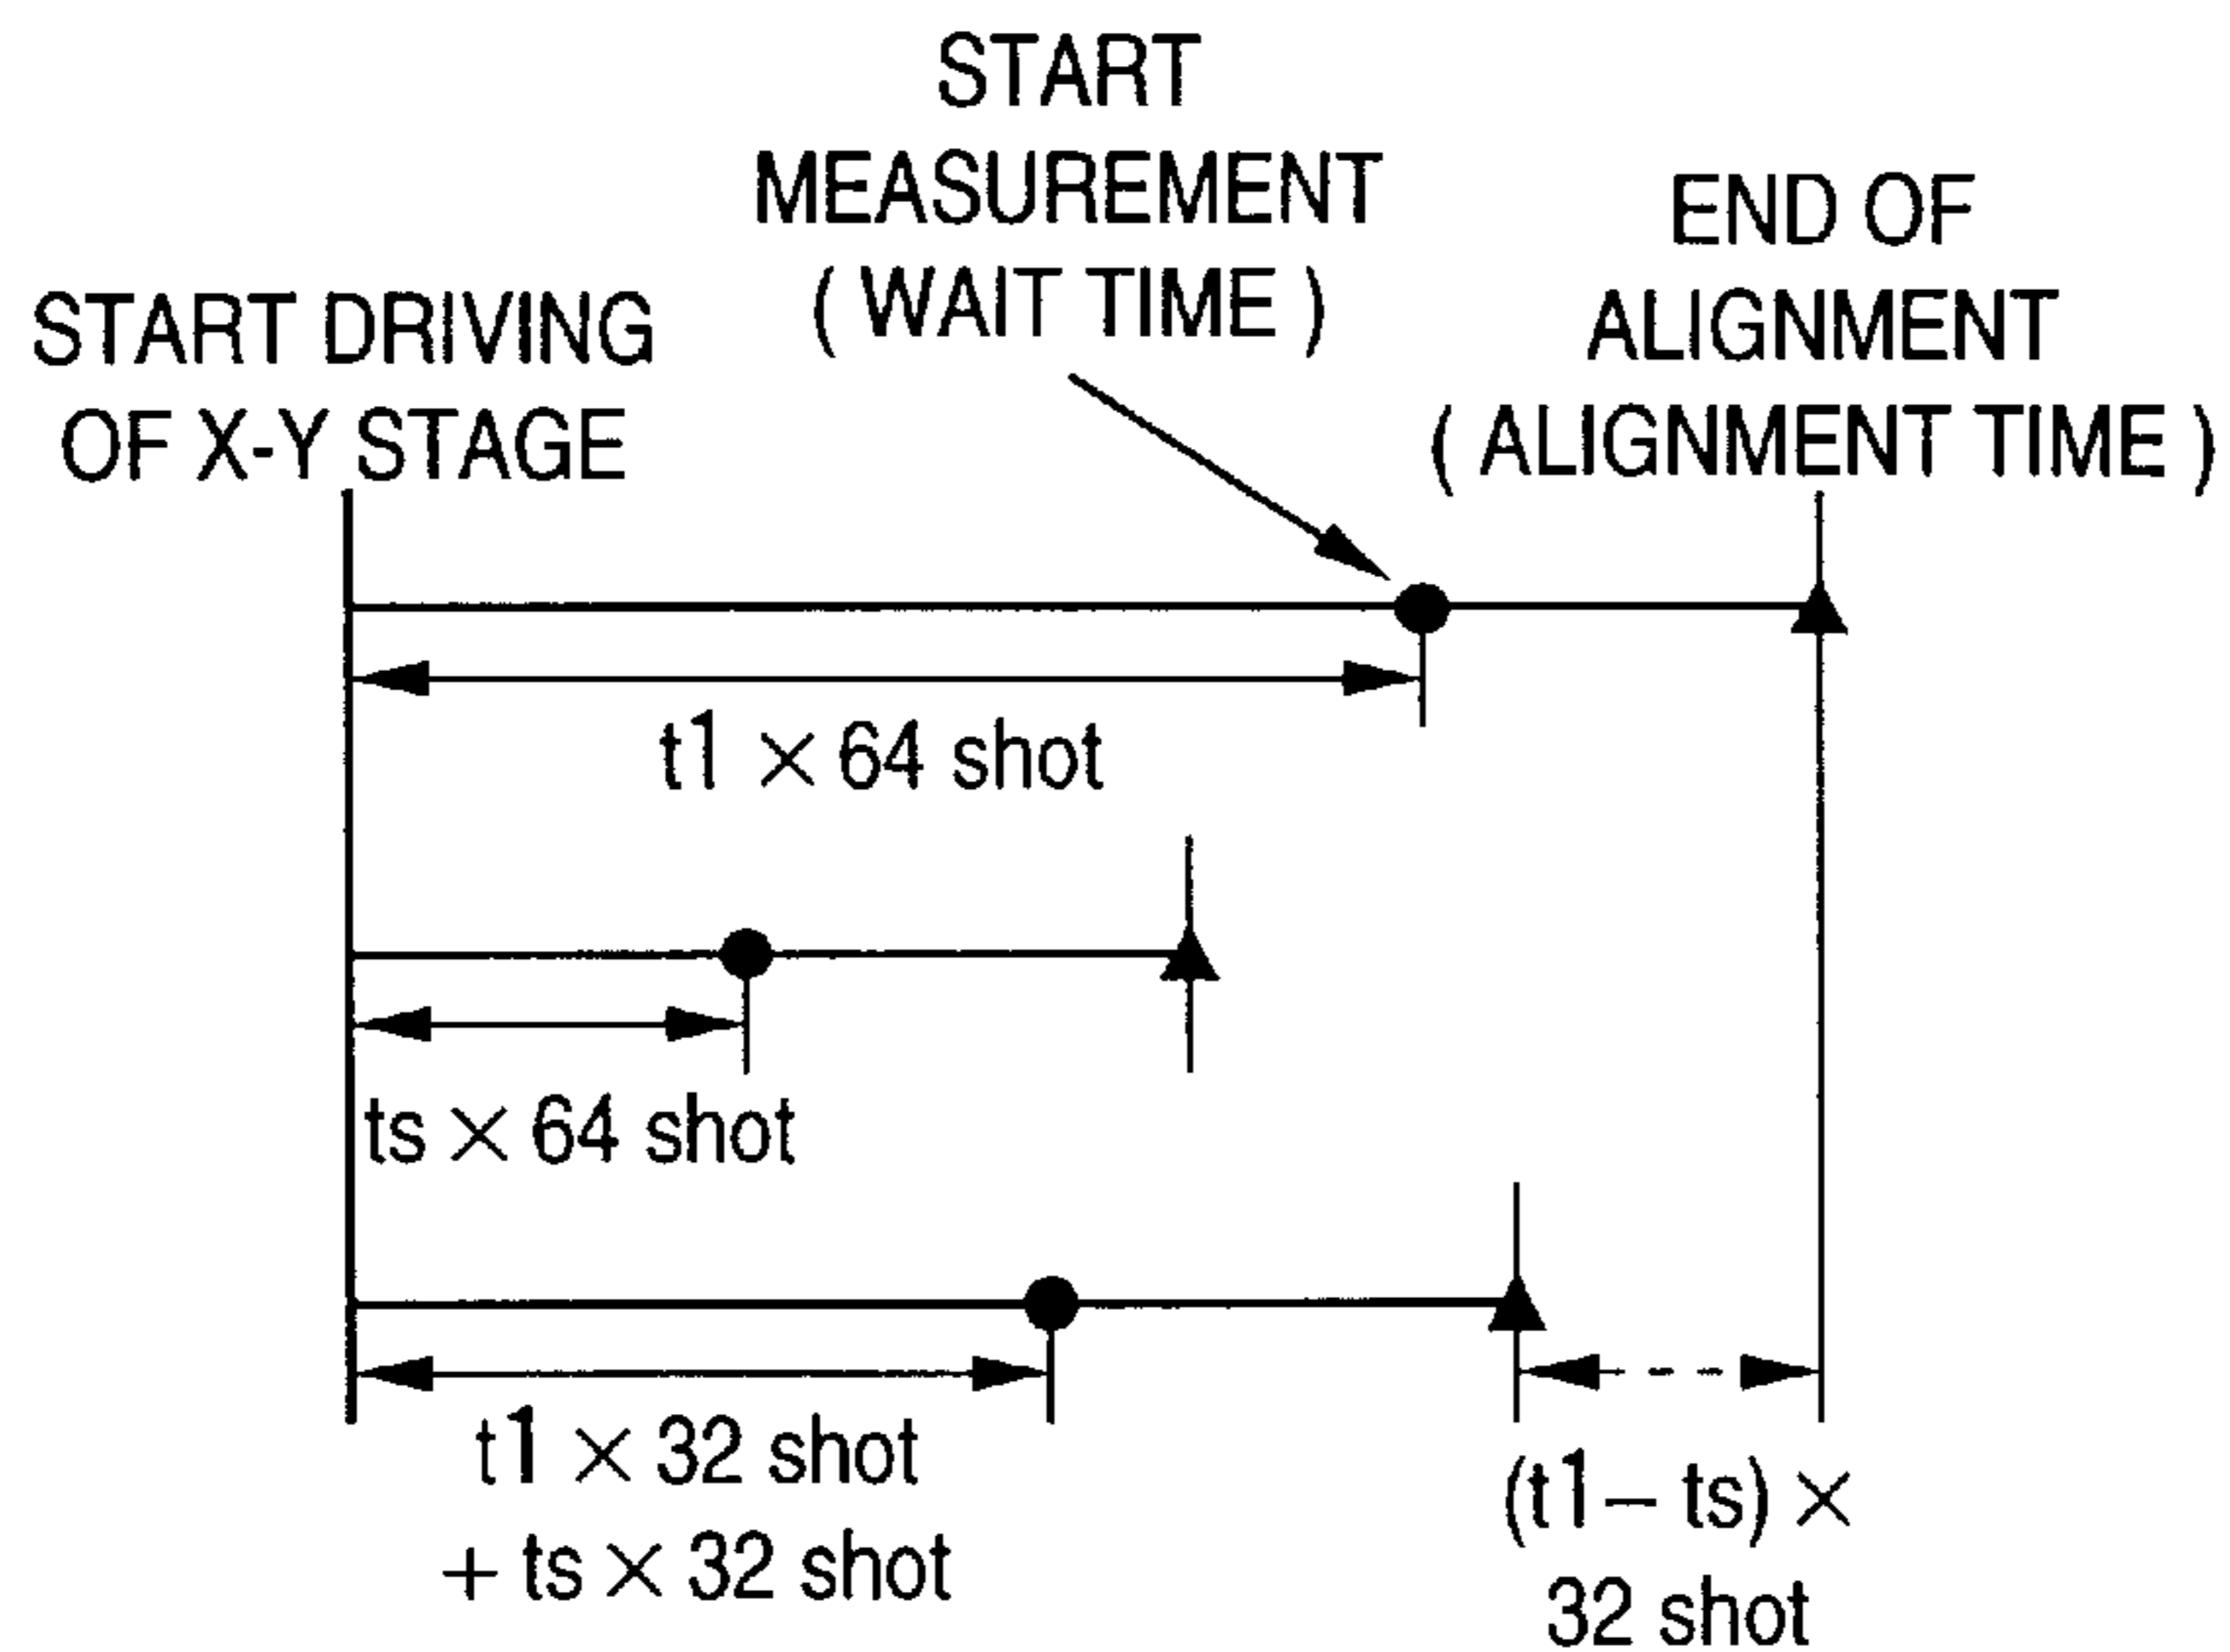 START
MEASUREMENT
( WAIT TIME )
END OF
ALIGNMENT
( ALIGNMENT TIME )
START DRIVING
OF X-Y STAGE
t1 × 64 shot
ts × 64 shot
t1 × 32 shot
+ ts × 32 shot
(t1− ts) ×
32 shot